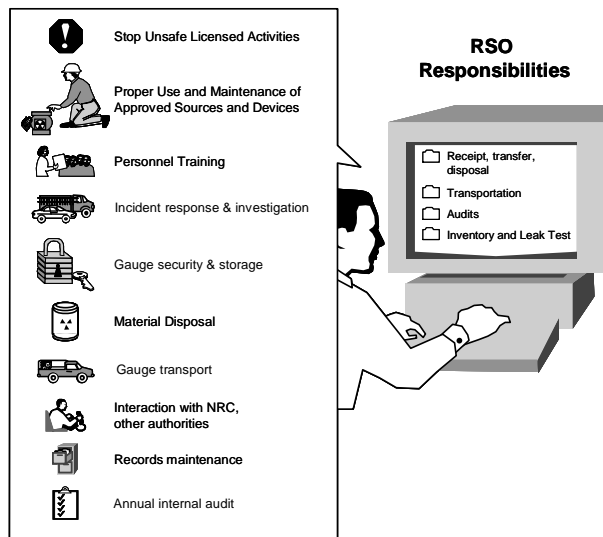 Stop Unsafe Licensed Activities
Proper Use and Maintenance of
Approved Sources and Devices
Personnel Training
Incident response & investigation
Gauge security & storage
Material Disposal
Gauge transport
Interaction with NRC,
other authorities
Records maintenance
Annual internal audit
RSO
Responsibilities
Receipt, transfer,
disposal
Transportation
Audits
Inventory and Leak Test